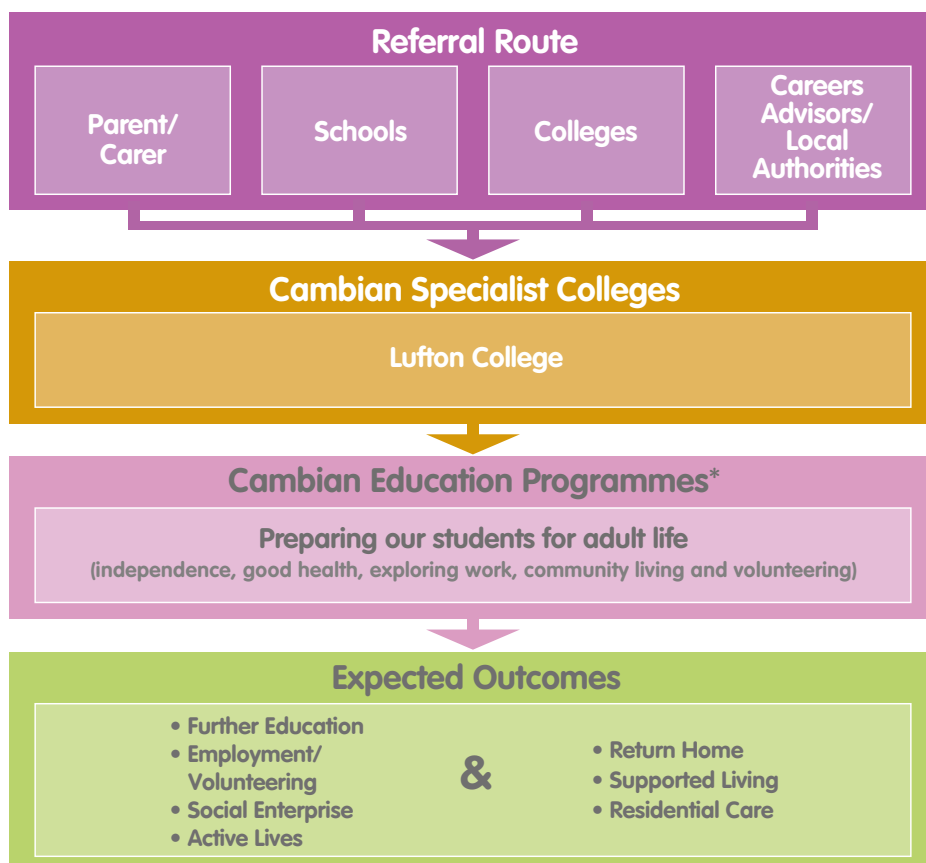 Referral Route
Parent/
Carer
Schools
Colleges
Careers
Advisors/
Local
Authorities
Cambian Specialist Colleges
Lufton College
Cambian Education Programmes*
Preparing our students for adult life
(independence, good health, exploring work, community living and volunteering)
Expected Outcomes
• Further Education
• Employment/
Volunteering
• Social Enterprise
• Active Lives
&
• Return Home
• Supported Living
• Residential Care